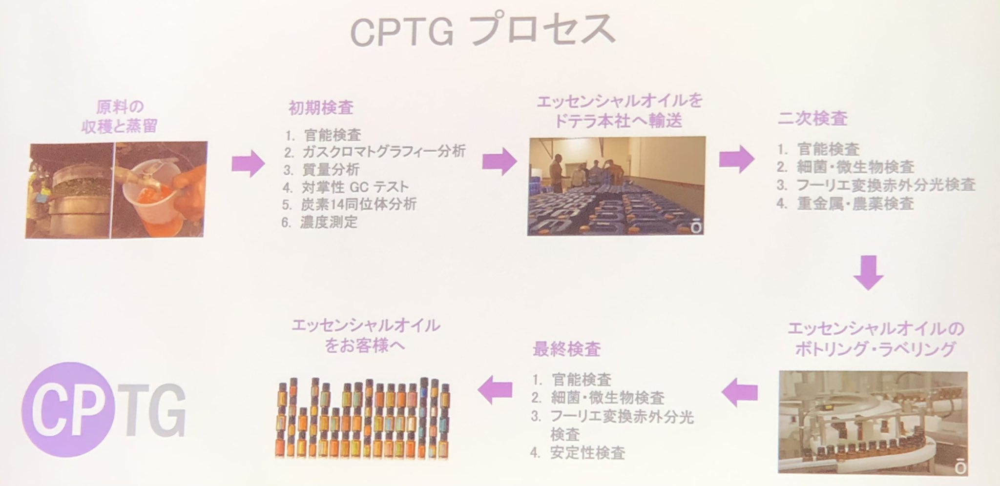 CPTG プロセス
原料の
収穫と蒸留
初期検査
1. 官能検査
2. ガスクロマトグラフィー分析
3. 質量分析
4. 対掌性 GC テスト
5. 炭素14同位体分析
6. 濃度測定
エッセンシャルオイルを
ドテラ本社へ輸送
ō
二次検査
1. 官能検査
2. 細菌・微生物検査
3. フーリエ変換赤外分光検査
4. 重金属・農薬検査
エッセンシャルオイルの
ボトリング・ラベリング
ō
最終検査
1. 官能検査
2. 細菌・微生物検査
3. フーリエ変換赤外分光
検査
4. 安定性検査
エッセンシャルオイル
をお客様へ
CPTG